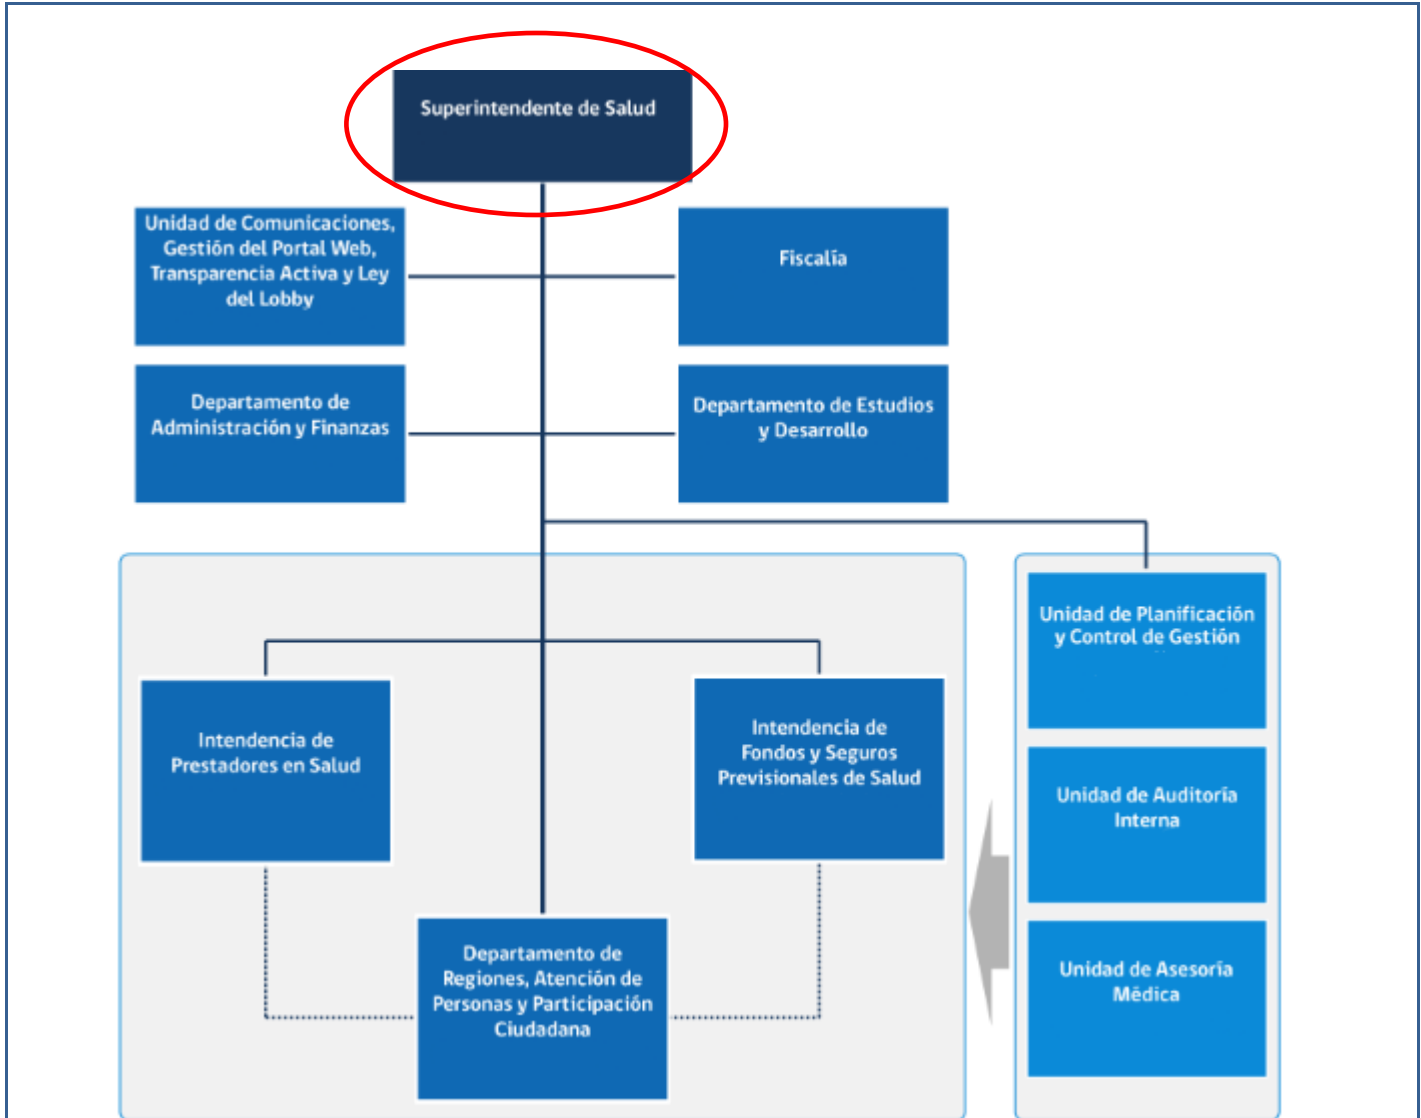 Superintendente de Salud
Unidad de Comunicaciones,
Gestión del Portal Web,
Transparencia Activa y Ley
del Lobby
Fiscalía
Departamento de
Administración y Finanzas
Departamento de Estudios
y Desarrollo
Unidad de Planificación
y Control de Gestión
Intendencia de
Prestadores en Salud
Intendencia de
Fondos y Seguros
Previsionales de Salud
Unidad de Auditoría
Interna
Departamento de
Regiones, Atención de
Personas y Participación
Ciudadana
Unidad de Asesoría
Médica